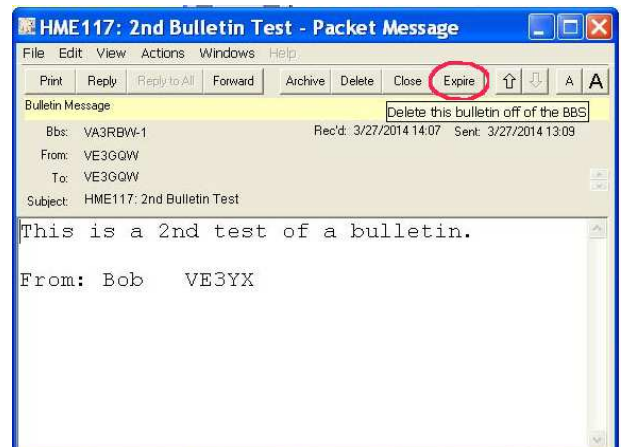 HME117: 2nd Bulletin Test - Packet Message
File Edit View Actions Windows Help
Print Reply Reply to All Forward Archive Delete Close Expire A A
Bulletin Message
Delete this bulletin off of the BBS
Bbs: VA3RBW-1 Rec'd: 3/27/2014 14:07 Sent: 3/27/2014 13:09
From: VE3GQW
To: VE3GQW
Subject: HME117: 2nd Bulletin Test
This is a 2nd test of a bulletin.
From: Bob VE3YX